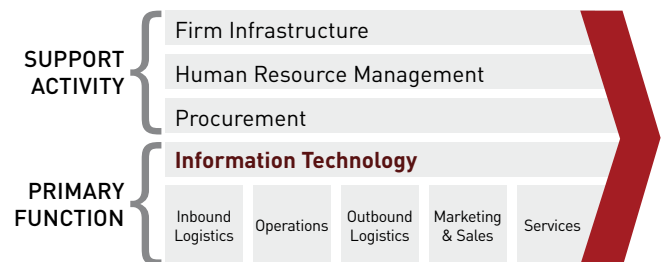 SUPPORT
ACTIVITY
Firm Infrastructure
Human Resource Management
Procurement
PRIMARY
FUNCTION
Information Technology
Inbound
Logistics
Operations
Outbound
Logistics
Marketing
& Sales
Services